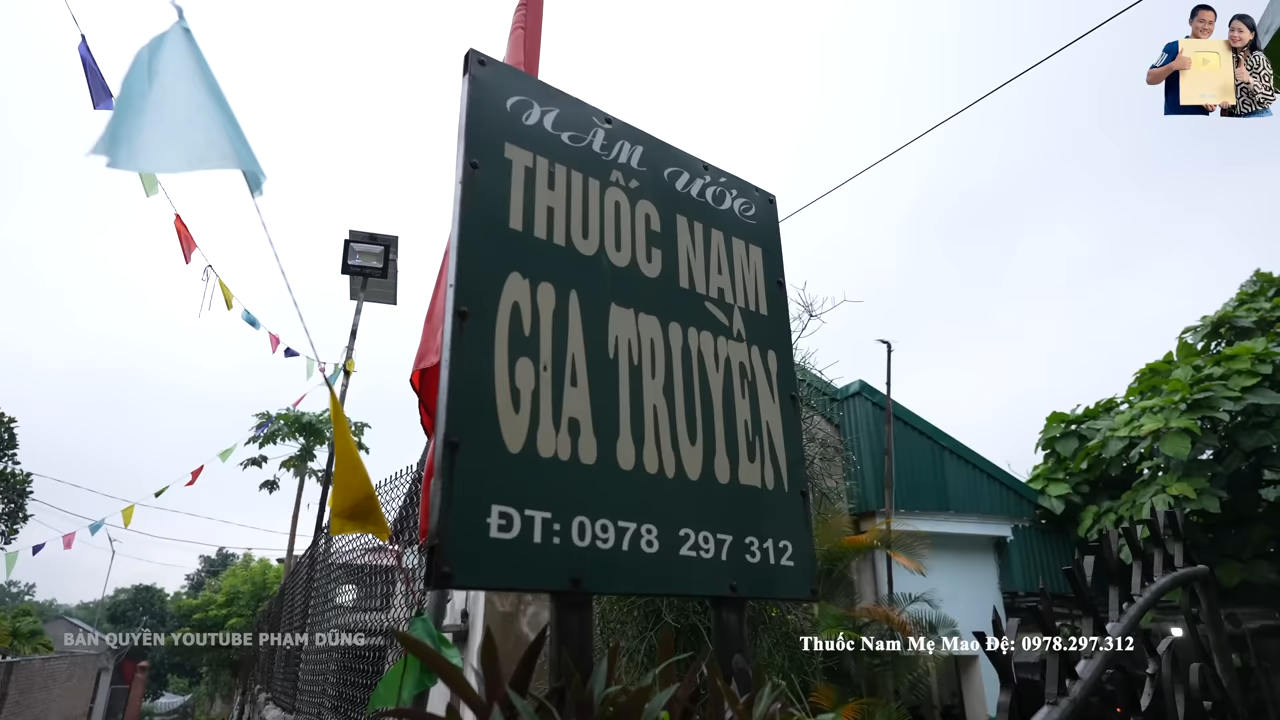 NẮM ƯỚC
THUỐC NAM
GIA TRUYỀN
ĐT: 0978 297 312
BẢN QUYỀN YOUTUBE PHẠM DŨNG
Thuốc Nam Mẹ Mao Đệ: 0978.297.312